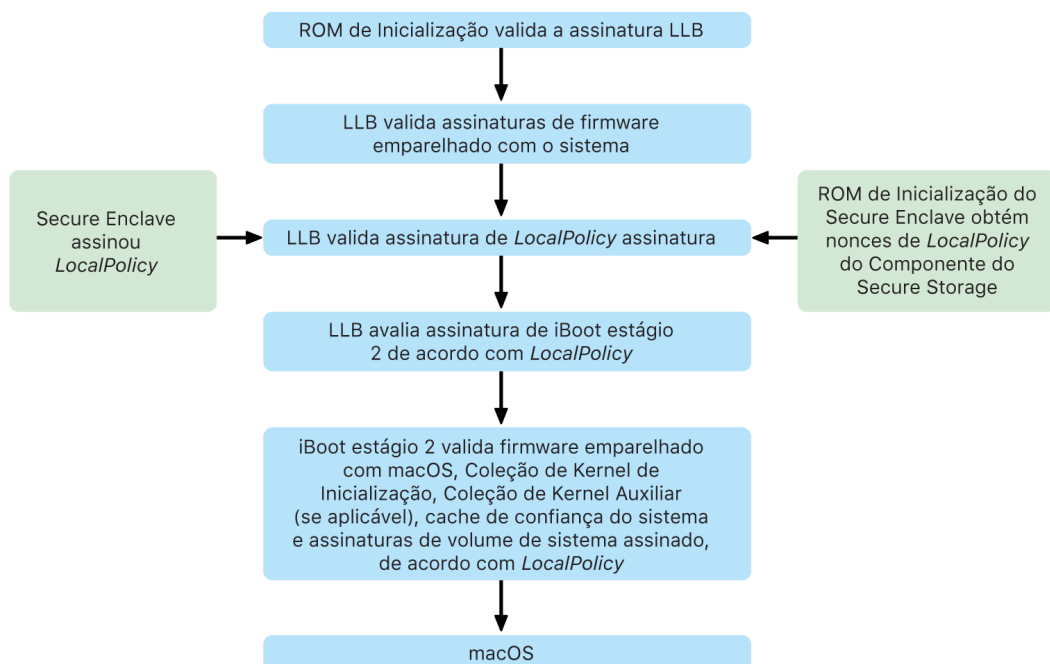 ROM de Inicialização valida a assinatura LLB
LLB valida assinaturas de firmware
emparelhado com o sistema
Secure Enclave
assinou
LocalPolicy
LLB valida assinatura de LocalPolicy assinatura
ROM de Inicialização do
Secure Enclave obtém
nonces de LocalPolicy
do Componente do
Secure Storage
LLB avalia assinatura de iBoot estágio
2 de acordo com LocalPolicy
iBoot estágio 2 valida firmware emparelhado
com macOS, Coleção de Kernel de
Inicialização, Coleção de Kernel Auxiliar
(se aplicável), cache de confiança do sistema
e assinaturas de volume de sistema assinado,
de acordo com LocalPolicy
macOS